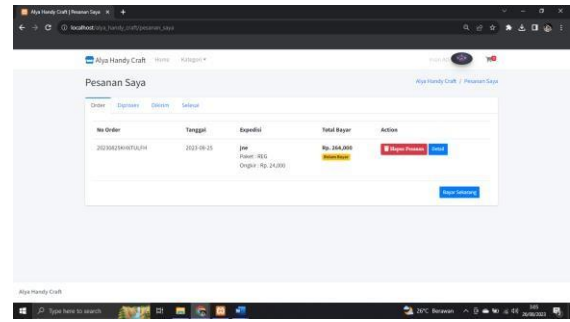 Alya Handy Craft | Pesanan Saya
localhost/alya_handy_craft/pesanan_saya
Alya Handy Craft Home Kategori
Pesanan Saya
Alya Handy Craft / Pesanan Saya
Order Diproses Dikirim Selesai
No Order Tanggal Expedisi Total Bayar Action
jne Rp. 264,000 Hapus Pesanan Detail
Paket : REG Belum Bayar
Ongkir : Rp. 24,000
Bayar Sekarang
Alya Handy Craft
Type here to search
26°C Berawan
26/08/2023